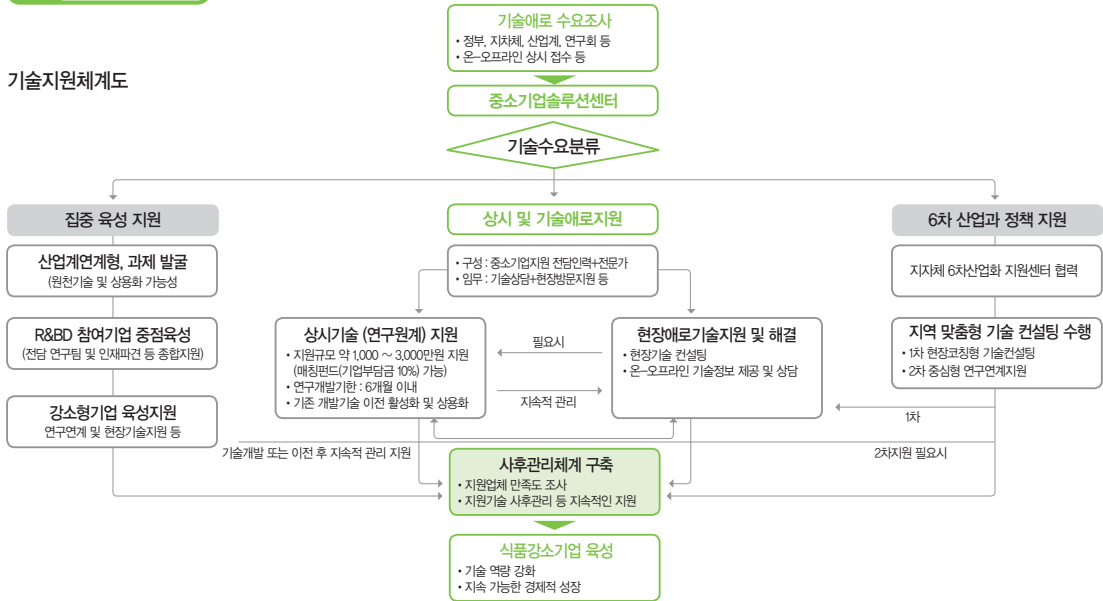 기술애로 수요조사
• 정부, 지차체, 산업계, 연구회 등
• 온-오프라인 상시 접수 등
기술지원체계도
중소기업솔루션센터
기술수요분류
집중 육성 지원
상시 및 기술애로지원
6차 산업과 정책 지원
산업계연계형, 과제 발굴
(원천기술 및 상용화 가능성
• 구성 : 중소기업지원 전담인력+전문가
• 임무 : 기술상담+현장방문지원 등
지자체 6차산업화 지원센터 협력
R&BD 참여기업 중점육성
(전담 연구팀 및 인재파견 등 종합지원)
상시기술 (연구원계) 지원
• 지원규모 약 1,000 ～ 3,000만원 지원
(매칭펀드(기업부담금 10%) 가능)
• 연구개발기한 : 6개월 이내
• 기존 개발기술 이전 활성화 및 상용화
필요시
지속적 관리
현장애로기술지원 및 해결
• 현장기술 컨설팅
• 온-오프라인 기술정보 제공 및 상담
지역 맞춤형 기술 컨설팅 수행
• 1차 현장코칭형 기술컨설팅
• 2차 중심형 연구연계지원
강소형기업 육성지원
연구연계 및 현장기술지원 등
1차
기술개발 또는 이전 후 지속적 관리 지원
2차지원 필요시
사후관리체계 구축
• 지원업체 만족도 조사
• 지원기술 사후관리 등 지속적인 지원
식품강소기업 육성
• 기술 역량 강화
• 지속 가능한 경제적 성장